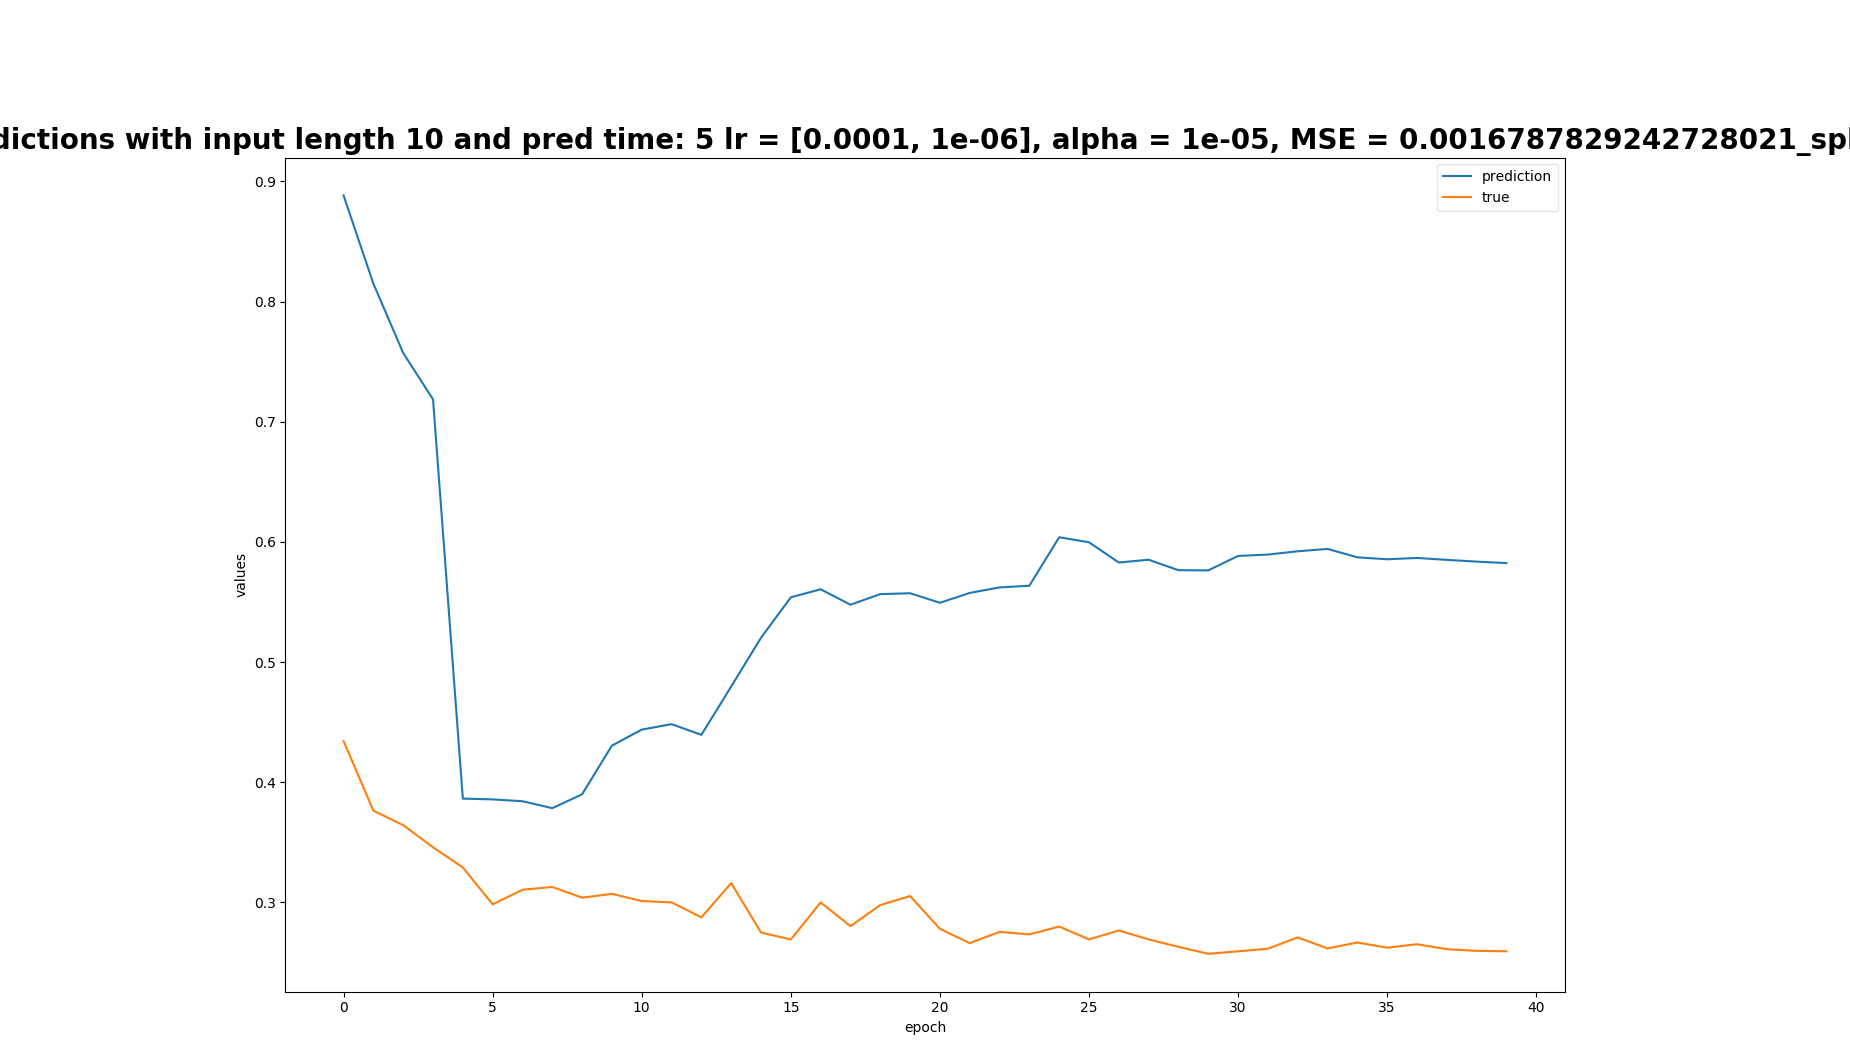 dictions with input length 10 and pred time: 5 lr = [0.0001, 1e-06], alpha = 1e-05, MSE = 0.0016787829242728021_spl
prediction
true
0.9
0.8
0.7
0.6
0.5
0.4
0.3
values
0 5 10 15 20 25 30 35 40
epoch